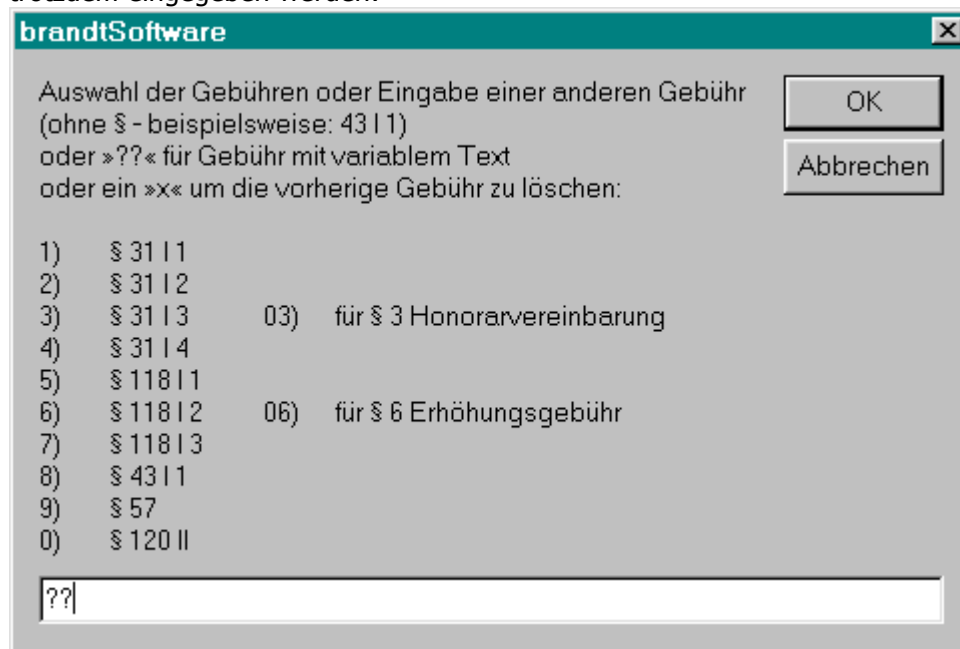 trotzdem eingegeben werden.
brandtSoftware
Auswahl der Gebühren oder Eingabe einer anderen Gebühr
(ohne § - beispielsweise: 43 I 1)
oder »??« für Gebühr mit variablem Text
oder ein »x« um die vorherige Gebühr zu löschen:
OK
Abbrechen
1) § 31 I 1
2) § 31 I 2
3) § 31 I 3 03) für § 3 Honorarvereinbarung
4) § 31 I 4
5) § 118 I 1
6) § 118 I 2 06) für § 6 Erhöhungsgebühr
7) § 118 I 3
8) § 43 I 1
9) § 57
0) § 120 II
??